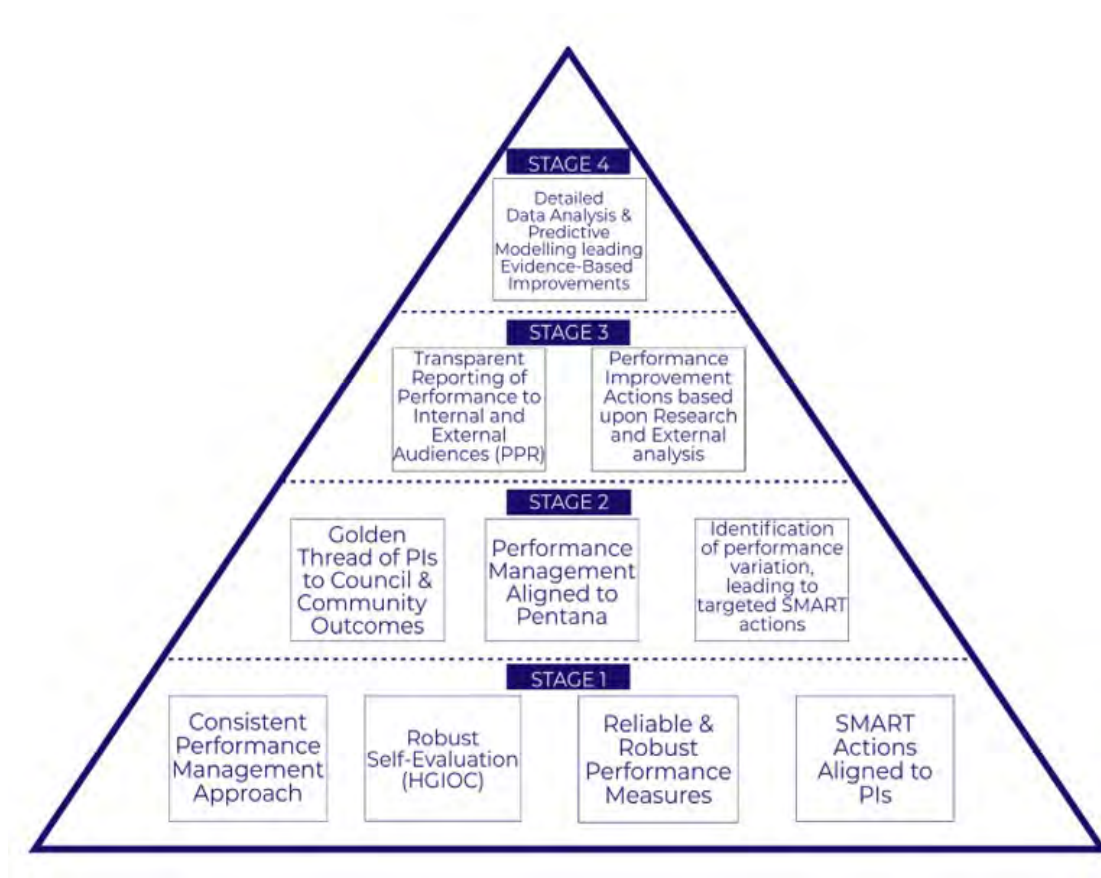 STAGE 4
Detailed
Data Analysis &
Predictive
Modelling leading
Evidence-Based
Improvements
STAGE 3
Transparent
Reporting of
Performance to
Internal and
External
Audiences (PPR)
Performance
Improvement
Actions based
upon Research
and External
analysis
STAGE 2
Golden
Thread of PIs
to Council &
Community
Outcomes
Performance
Management
Aligned to
Pentana
Identification
of performance
variation,
leading to
targeted SMART
actions
STAGE 1
Consistent
Performance
Management
Approach
Robust
Self-Evaluation
(HGIOC)
Reliable &
Robust
Performance
Measures
SMART
Actions
Aligned to
PIs